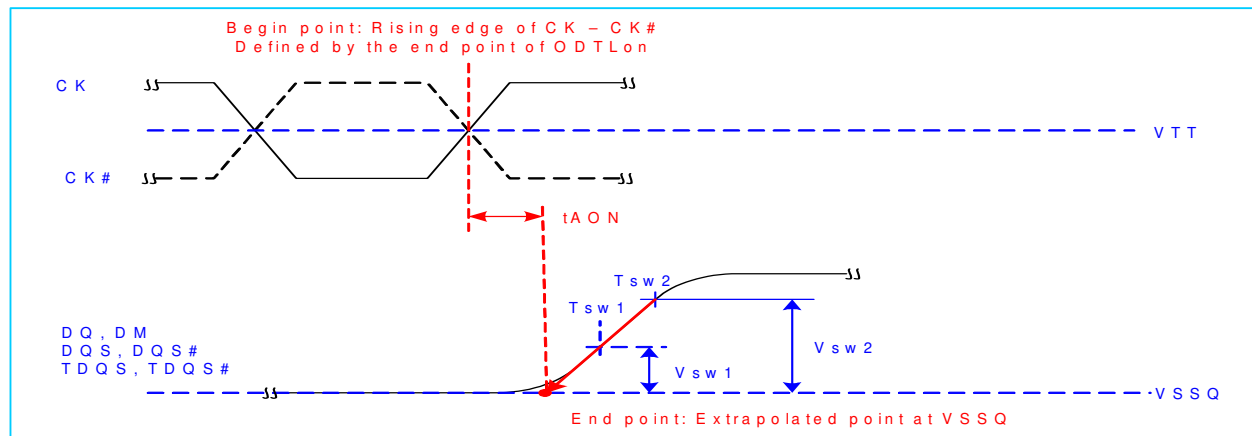 Begin point: Rising edge of CK – CK#
Defined by the end point of ODTLon
CK
VTT
CK#
tAON
Tsw2
Tsw1
DQ, DM
DQS, DQS#
TDQS, TDQS#
Vsw2
Vsw1
VSSQ
End point: Extrapolated point at VSSQ